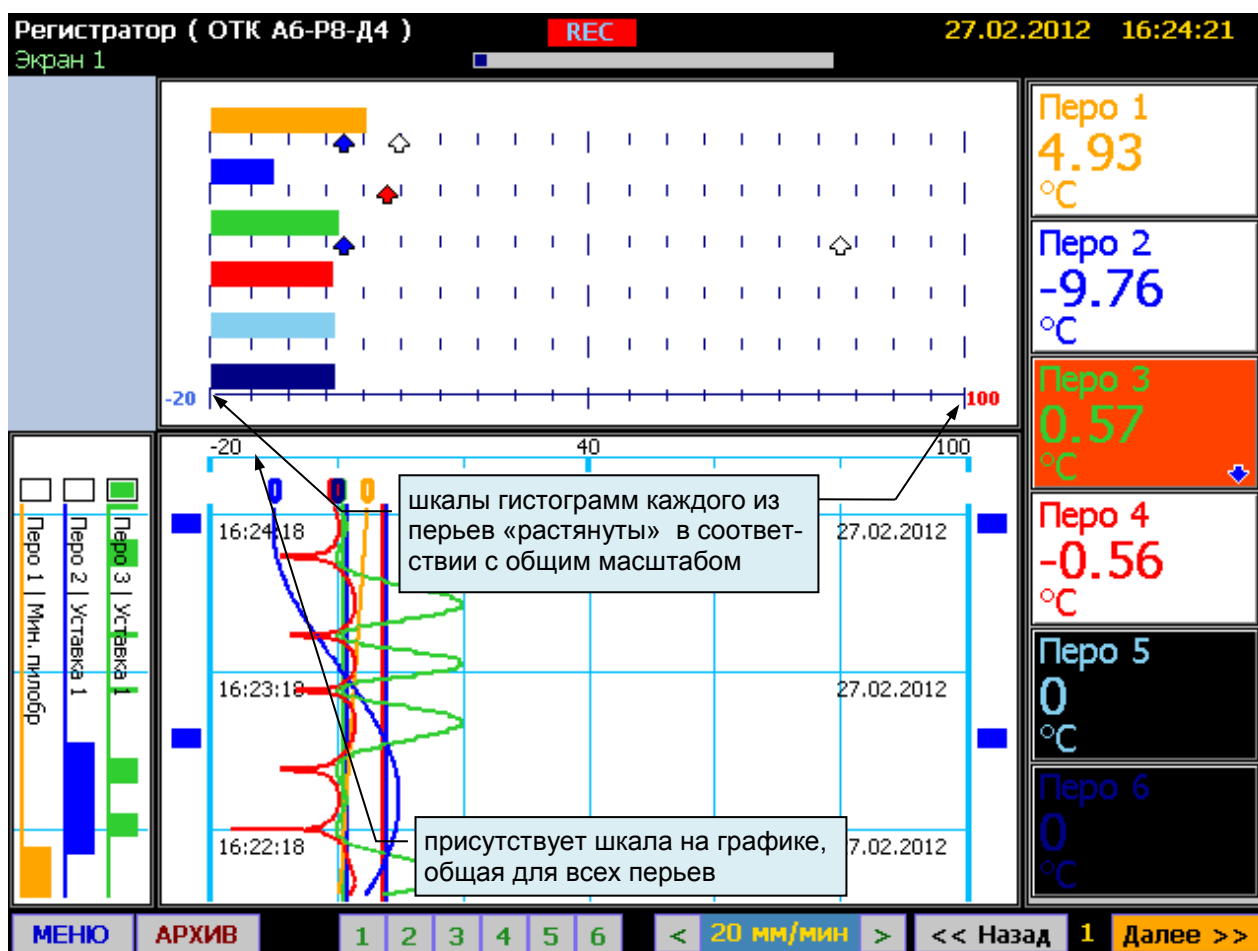 Регистратор ( ОТК А6-Р8-Д4 )
REC
27.02.2012 16:24:21
Экран 1
-20
100
Перо 1
4.93
°C
Перо 2
-9.76
°C
Перо 3
0.57
°C
Перо 4
-0.56
°C
Перо 5
0
°C
Перо 6
0
°C
Перо 1 | Мин. пилобр
Перо 2 | Уставка 1
Перо 3 | Уставка 1
-20 40 100
0 0 0
шкалы гистограмм каждого из
перьев «растянуты» в соответ-
ствии с общим масштабом
16:24:18 27.02.2012
16:23:18 27.02.2012
присутствует шкала на графике,
общая для всех перьев
16:22:18 7.02.2012
МЕНЮ АРХИВ 1 2 3 4 5 6 < 20 мм/мин > << Назад 1 Далее >>